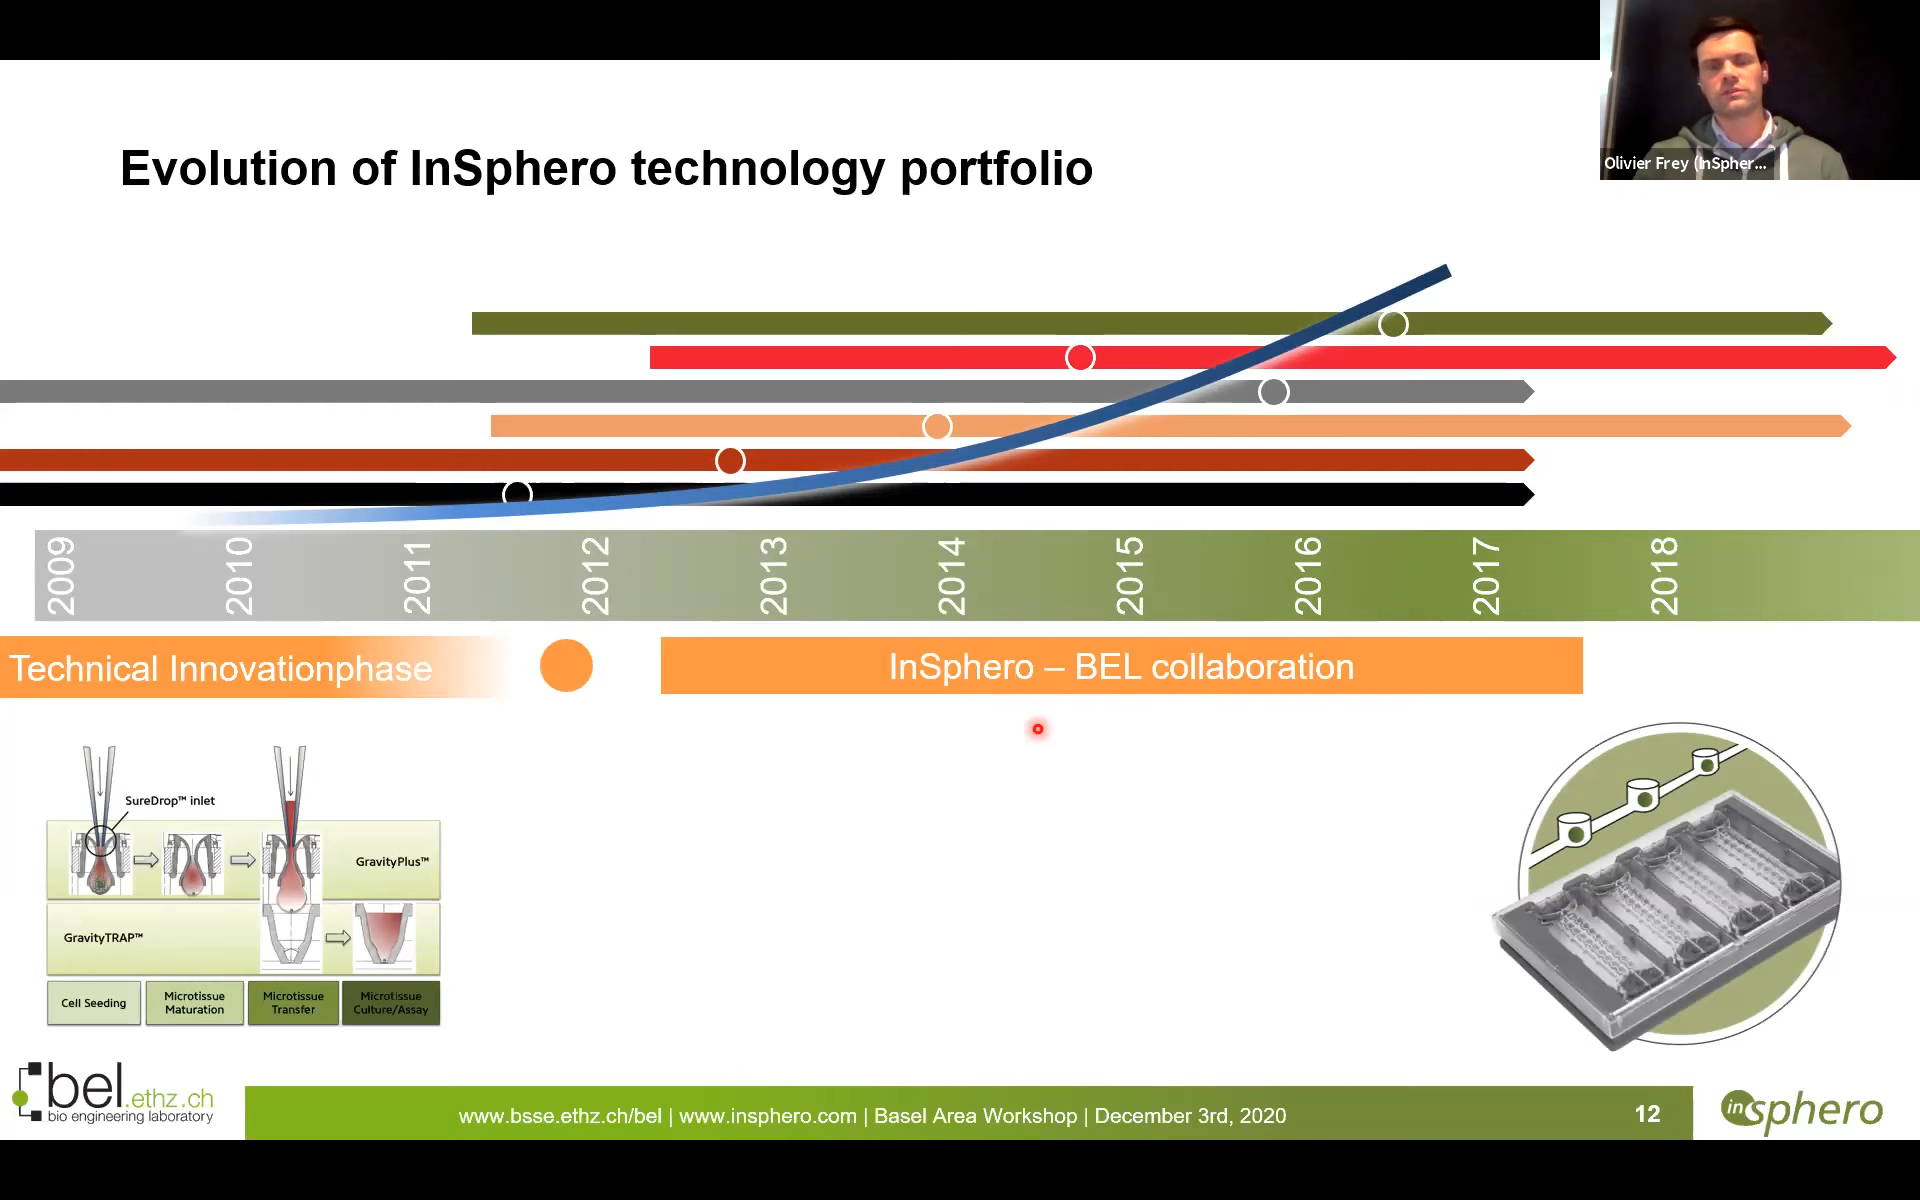 Olivier Frey (InSpher...
Evolution of InSphero technology portfolio
2009
2010
2011
2012
2013
2014
2015
2016
2017
2018
Technical Innovationphase
InSphero – BEL collaboration
SureDrop™ inlet
GravityPlus™
GravityTRAP™
Cell Seeding
Microtissue
Maturation
Microtissue
Transfer
Microtissue
Culture/Assay
bel.ethz.ch
bio engineering laboratory
www.bsse.ethz.ch/bel | www.insphero.com | Basel Area Workshop | December 3rd, 2020
12
insphero